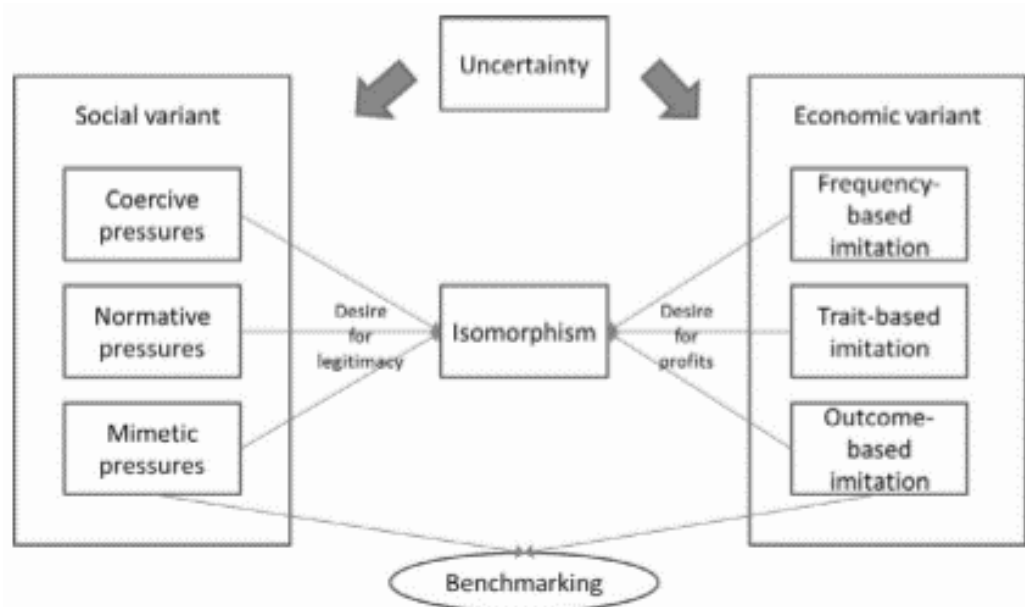 Uncertainty
Social variant
Economic variant
Coercive
pressures
Frequency-
based
imitation
Normative
pressures
Desire
for
legitimacy
Isomorphism
Desire
for
profits
Trait-based
imitation
Mimetic
pressures
Outcome-
based
imitation
Benchmarking